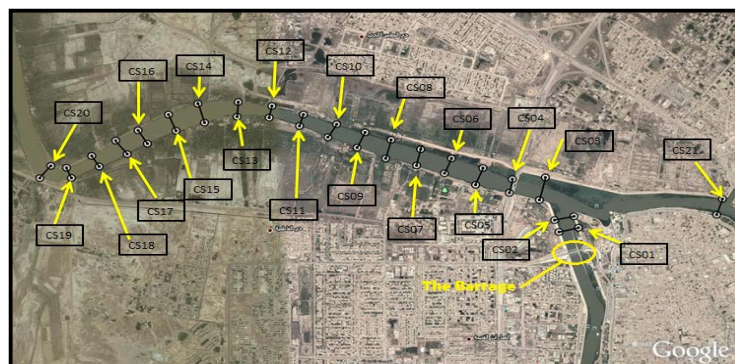 CS12
CS14
CS10
CS16
CS08
CS06
CS04
CS03
CS20
CS21
CS13
CS15
CS09
CS11
CS17
CS07
CS05
CS19
CS18
CS02
CS01
The Barrage
Google